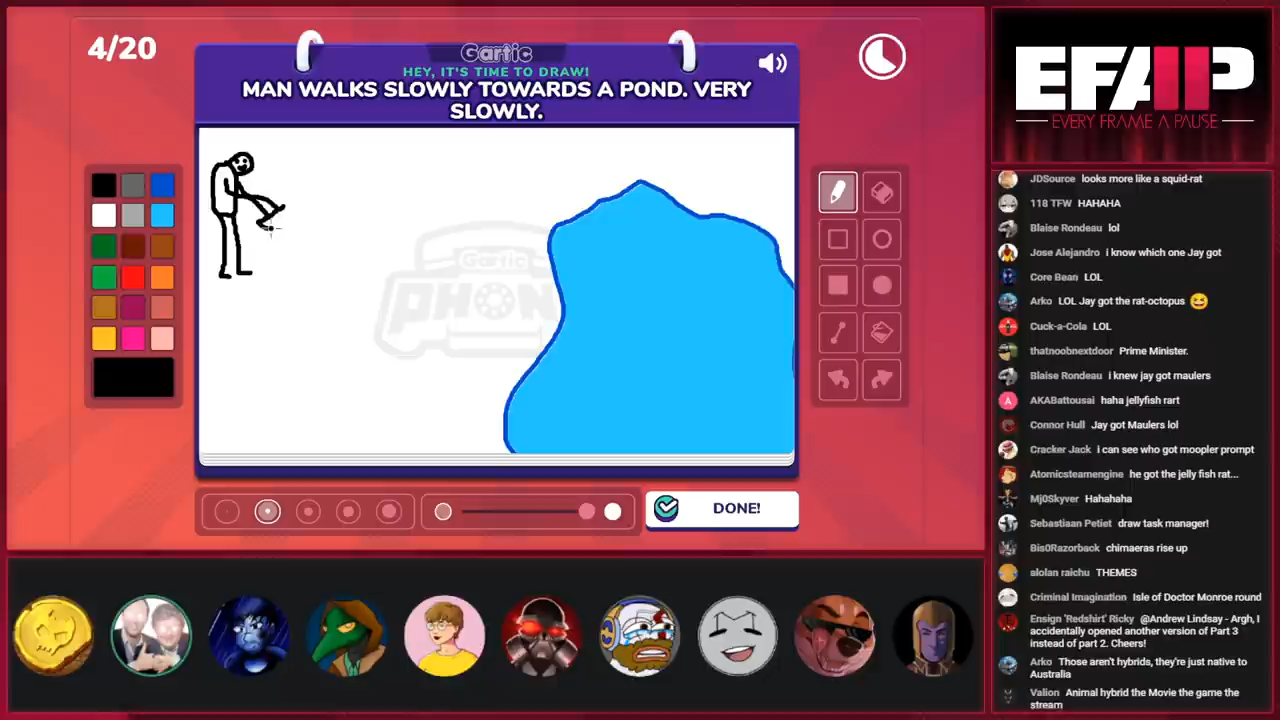 4/20
Gartic
HEY, IT'S TIME TO DRAW!
MAN WALKS SLOWLY TOWARDS A POND. VERY
SLOWLY.
Gartic
PHONE
DONE!
EFAP
EVERY FRAME A PAUSE
JDSource looks more like a squid-rat
118 TFW HAHAHA
Blaise Rondeau lol
Jose Alejandro i know which one Jay got
Core Bean LOL
Arko LOL Jay got the rat-octopus 😆
Cuck-a-Cola LOL
thatnoobnextdoor Prime Minister.
Blaise Rondeau i knew jay got maulers
A AKABattousai haha jellyfish rart
Connor Hull Jay got Maulers lol
Cracker Jack I can see who got moopler prompt
Atomicsteamengine he got the jelly fish rat...
Mj0Skyver Hahahaha
Sebastiaan Petiet draw task manager!
Bis0Razorback chimaeras rise up
alolan raichu THEMES
Criminal Imagination Isle of Doctor Monroe round
Ensign 'Redshirt' Ricky @Andrew Lindsay - Argh, I
accidentally opened another version of Part 3
instead of part 2. Cheers!
Arko Those aren't hybrids, they're just native to
Australia
Valion Animal hybrid the Movie the game the
stream